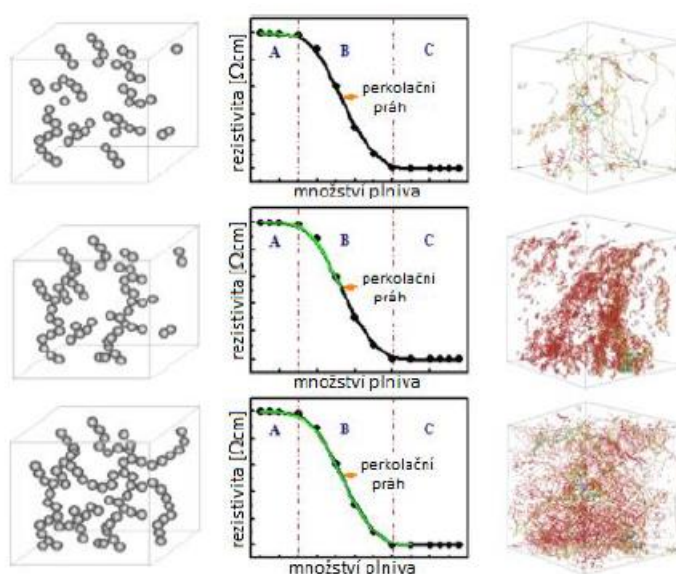 rezistivita [Ωcm]
A B C
perkolační
práh
množství plniva
rezistivita [Ωcm]
A B C
perkolační
práh
množství plniva
rezistivita [Ωcm]
A B C
perkolační
práh
množství plniva